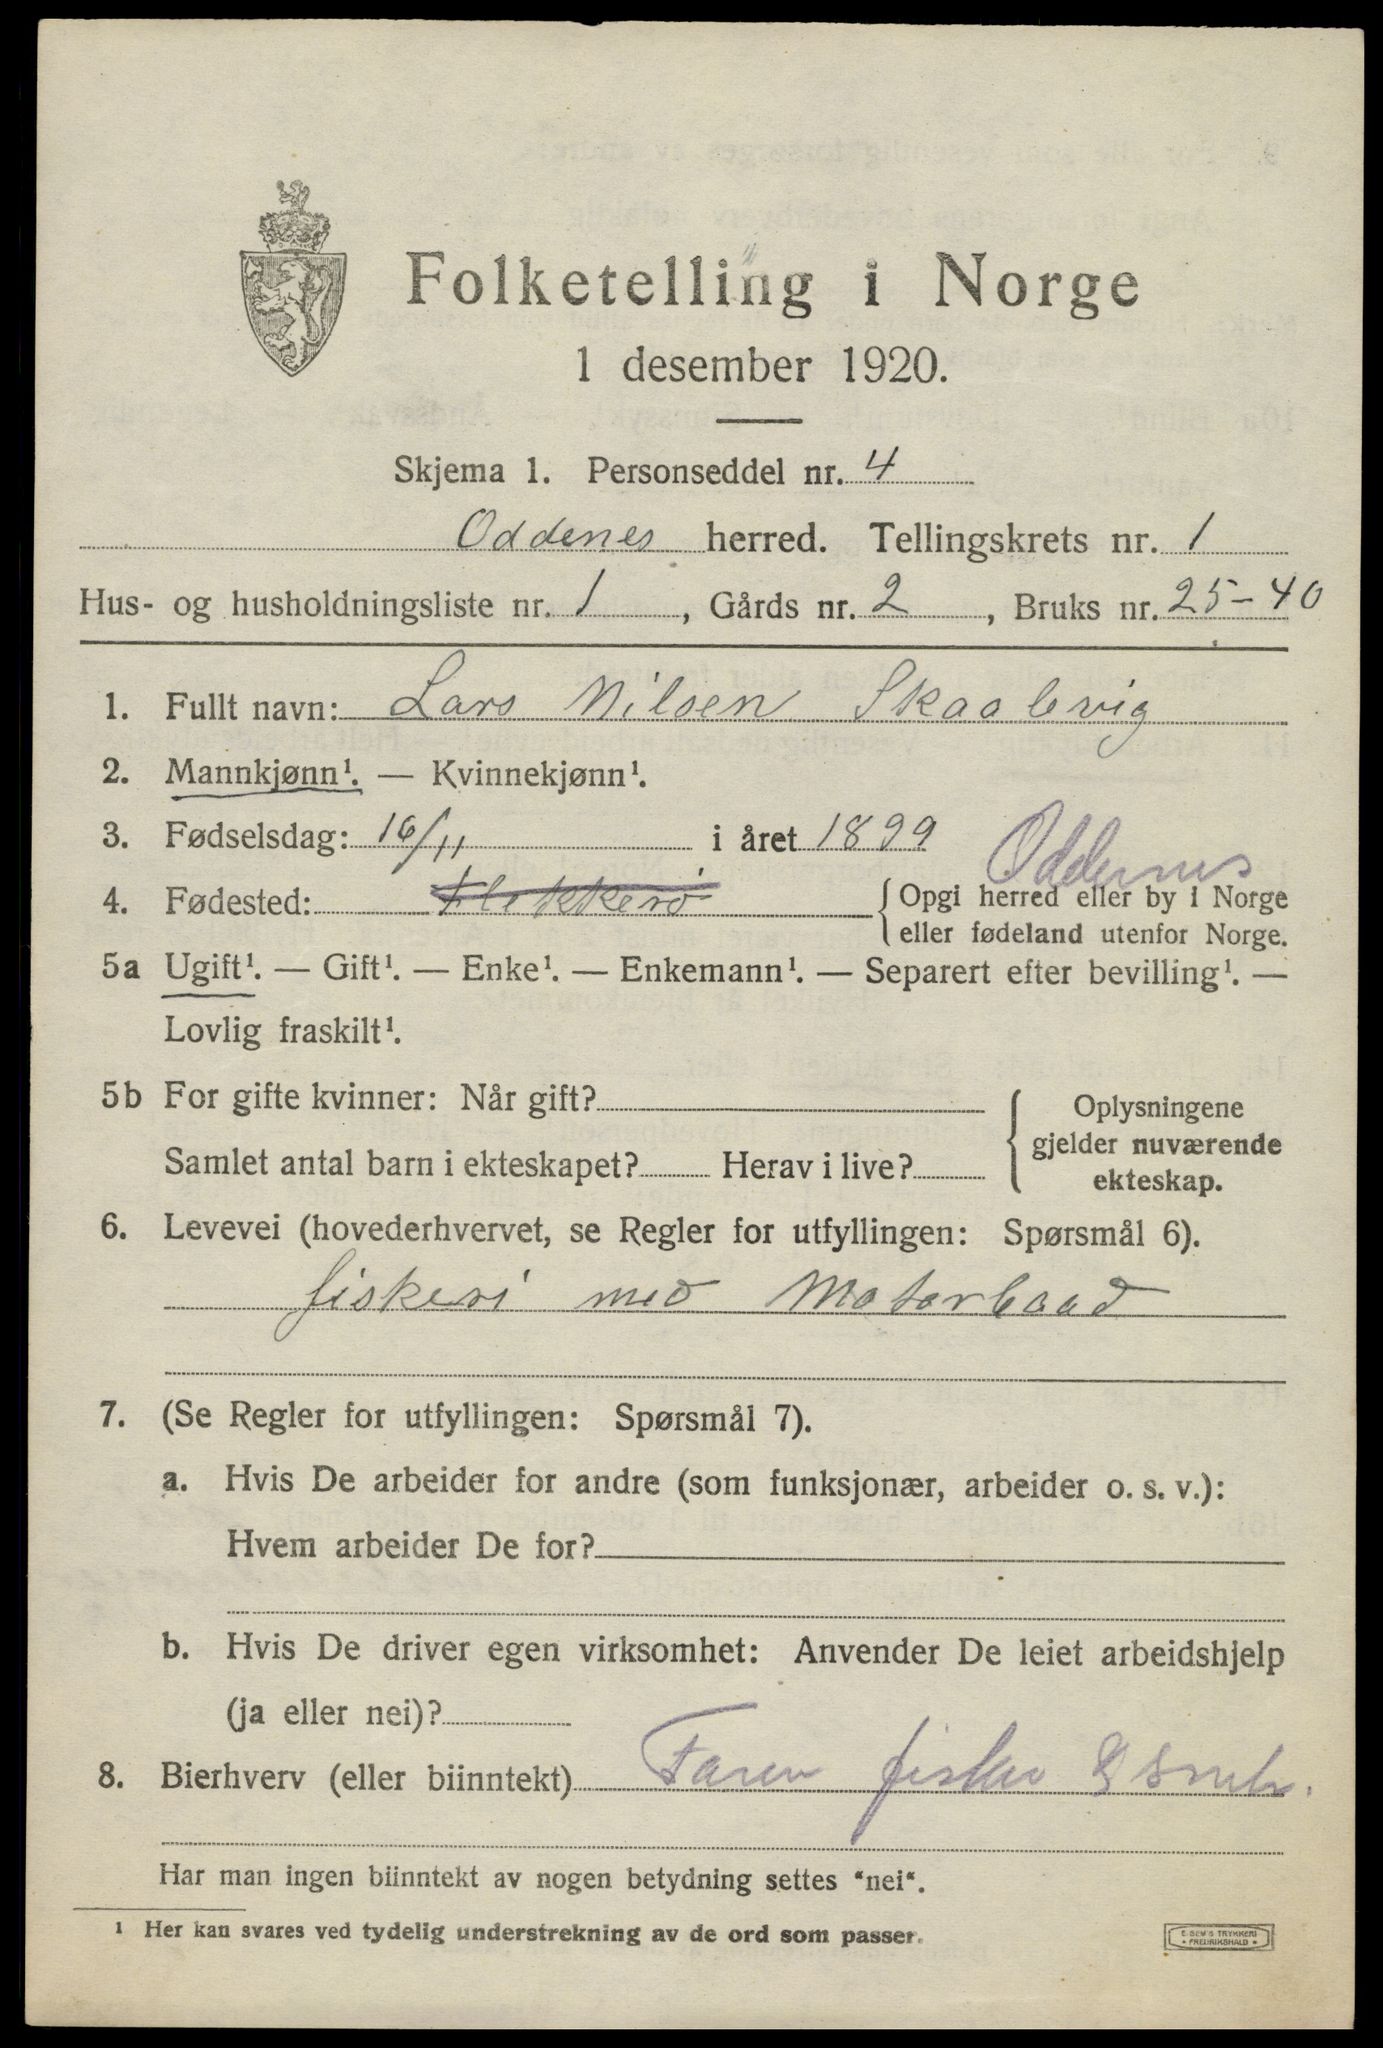 Folketelling i Norge
1 desember 1920.
Skjema 1. Personseddel nr. 4
Oddenes herred. Tellingskrets nr. 1
Hus- og husholdningsliste nr. 1, Gårds nr. 2, Bruks nr. 25-40
1. Fullt navn: Lars Nilsen Skaalevig
2. Mannkjønn¹. — Kvinnekjønn¹.
3. Fødselsdag: 16/11 i året 1899
Oddernes
4. Fødested: Flekkerö { Opgi herred eller by i Norge
eller fødeland utenfor Norge.
5a Ugift¹. — Gift¹. — Enke¹. — Enkemann¹. — Separert efter bevilling¹. —
Lovlig fraskilt¹.
5b For gifte kvinner: Når gift?
Samlet antal barn i ekteskapet? Herav i live?
Oplysningene
gjelder nuværende
ekteskap.
6. Levevei (hovederhvervet, se Regler for utfyllingen: Spørsmål 6).
fiskeri med Motorbaad
7. (Se Regler for utfyllingen: Spørsmål 7).
a. Hvis De arbeider for andre (som funksjonær, arbeider o. s. v.):
Hvem arbeider De for?
b. Hvis De driver egen virksomhet: Anvender De leiet arbeidshjelp
(ja eller nei)?
8. Bierhverv (eller biinntekt) Faren fisker
Har man ingen biinntekt av nogen betydning settes "nei".
¹ Her kan svares ved tydelig understrekning av de ord som passer.
E. SEM'S TRYKKERI
FREDRIKSHALD